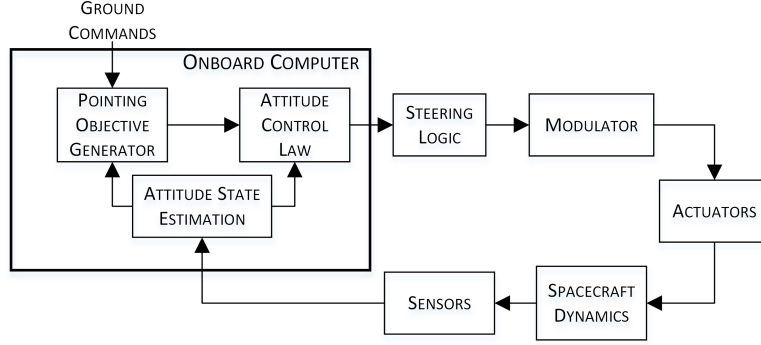 GROUND
COMMANDS
ONBOARD COMPUTER
POINTING
OBJECTIVE
GENERATOR
ATTITUDE
CONTROL
LAW
STEERING
LOGIC
MODULATOR
ATTITUDE STATE
ESTIMATION
ACTUATORS
SENSORS
SPACECRAFT
DYNAMICS